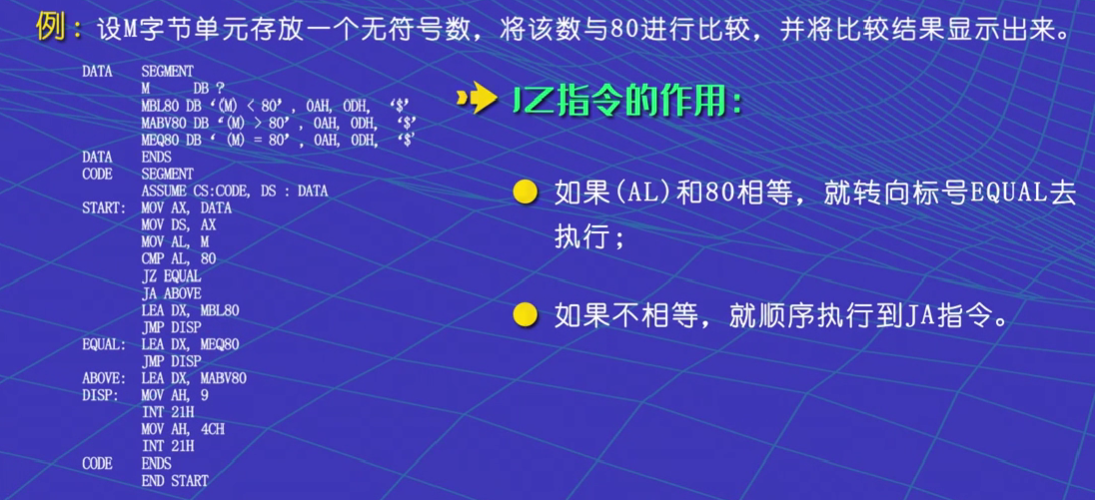 例：设M字节单元存放一个无符号数，将该数与80进行比较，并将比较结果显示出来。
DATA SEGMENT
M DB ?
MBL80 DB ‘(M) < 80’, 0AH, 0DH, ‘$’
MABV80 DB ‘(M) > 80’, 0AH, 0DH, ‘$’
MEQ80 DB ‘ (M) = 80’, 0AH, 0DH, ‘$'
DATA ENDS
CODE SEGMENT
ASSUME CS:CODE, DS : DATA
START: MOV AX, DATA
MOV DS, AX
MOV AL, M
CMP AL, 80
JZ EQUAL
JA ABOVE
LEA DX, MBL80
JMP DISP
EQUAL: LEA DX, MEQ80
JMP DISP
ABOVE: LEA DX, MABV80
DISP: MOV AH, 9
INT 21H
MOV AH, 4CH
INT 21H
CODE ENDS
END START
JZ指令的作用：
如果(AL)和80相等，就转向标号EQUAL去
执行；
如果不相等，就顺序执行到JA指令。